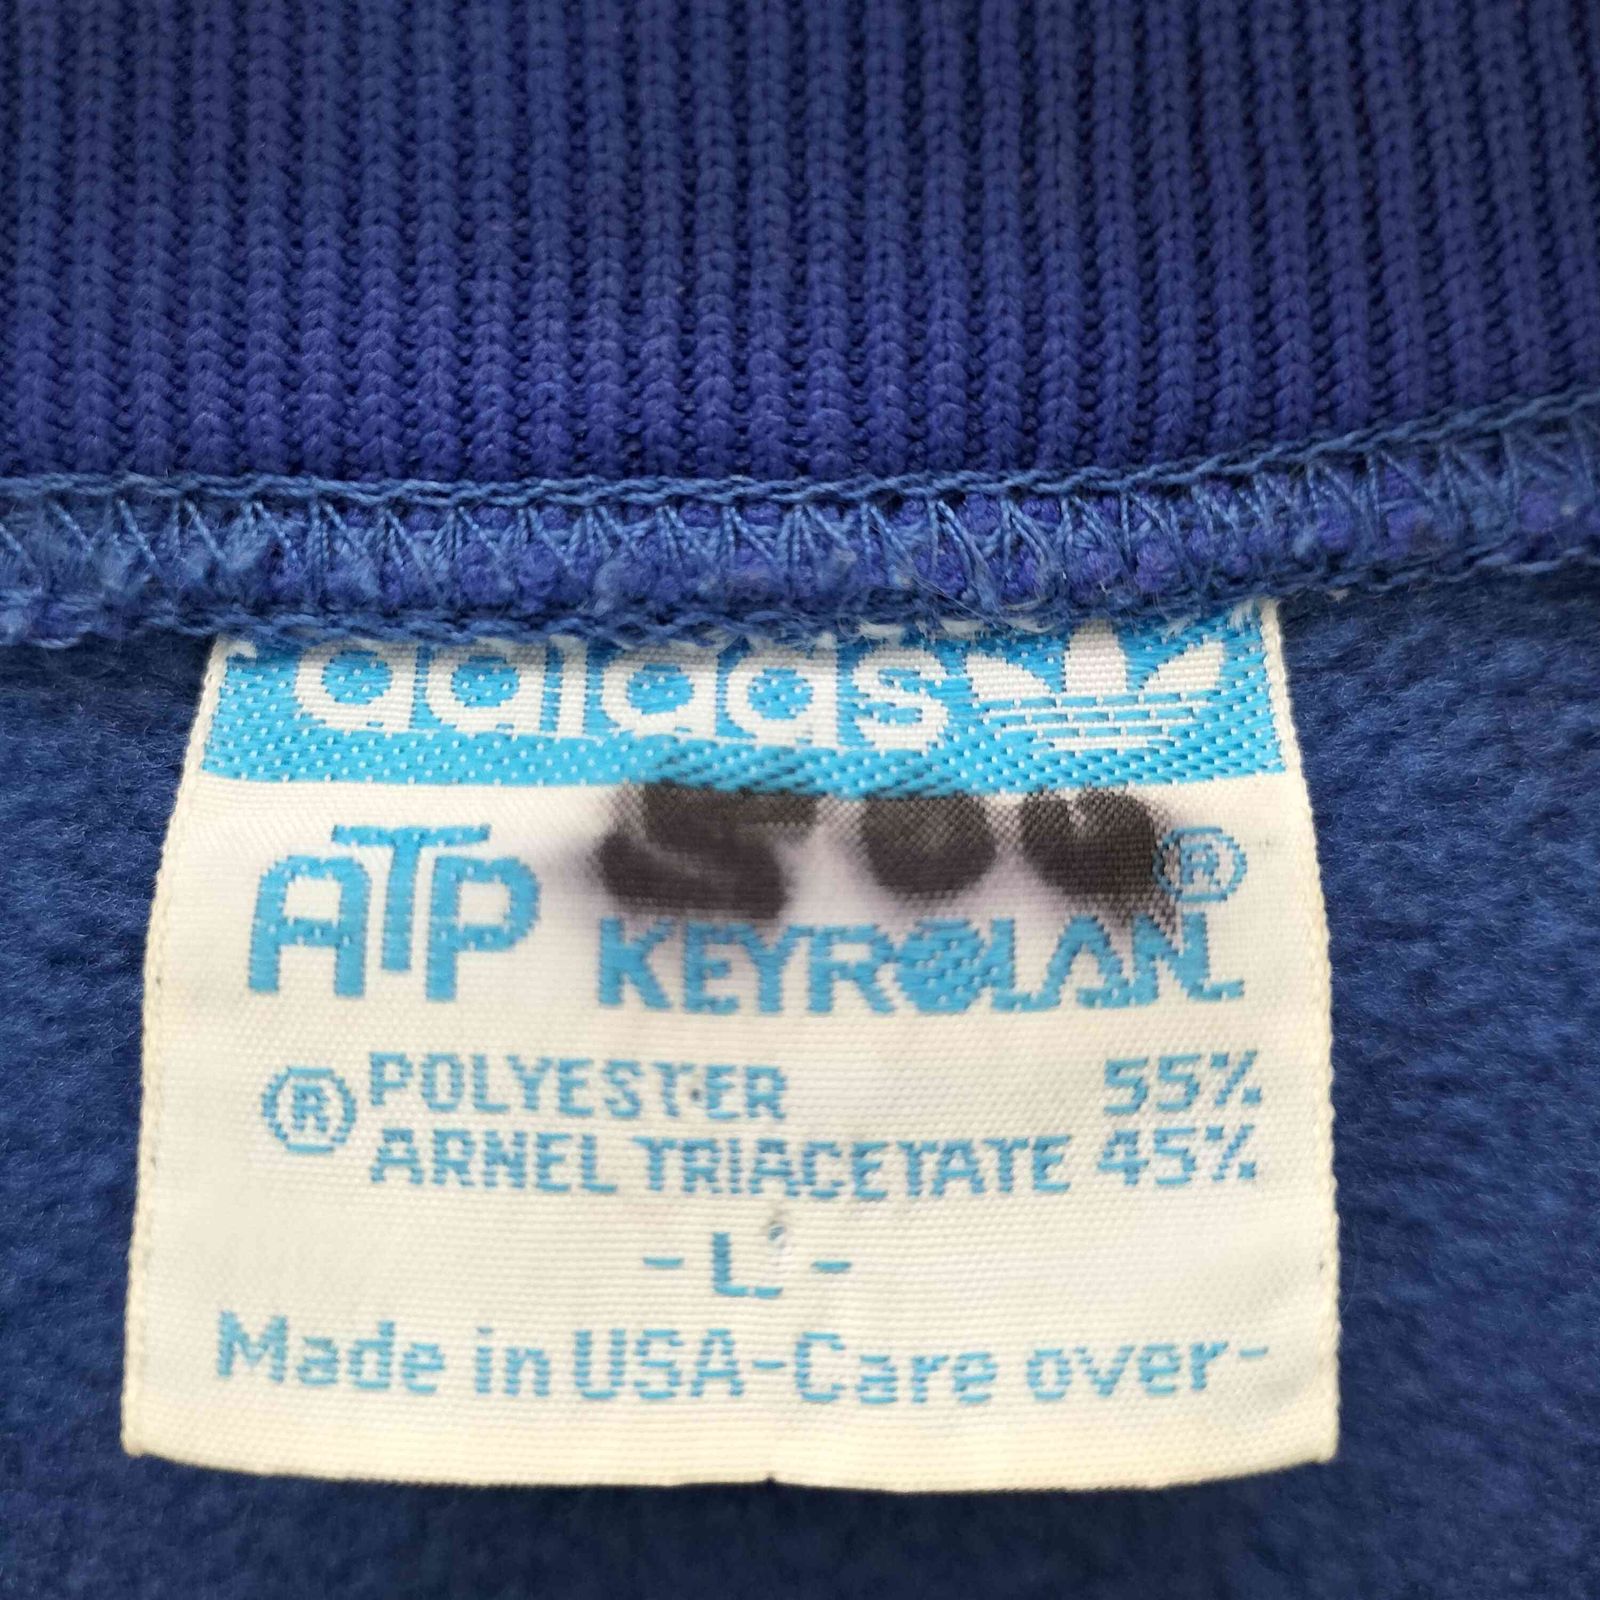 adidas
ATP KEYROLAN ®
® POLYESTER 55%
ARNEL TRIACETATE 45%
- L -
Made in USA-Care over-